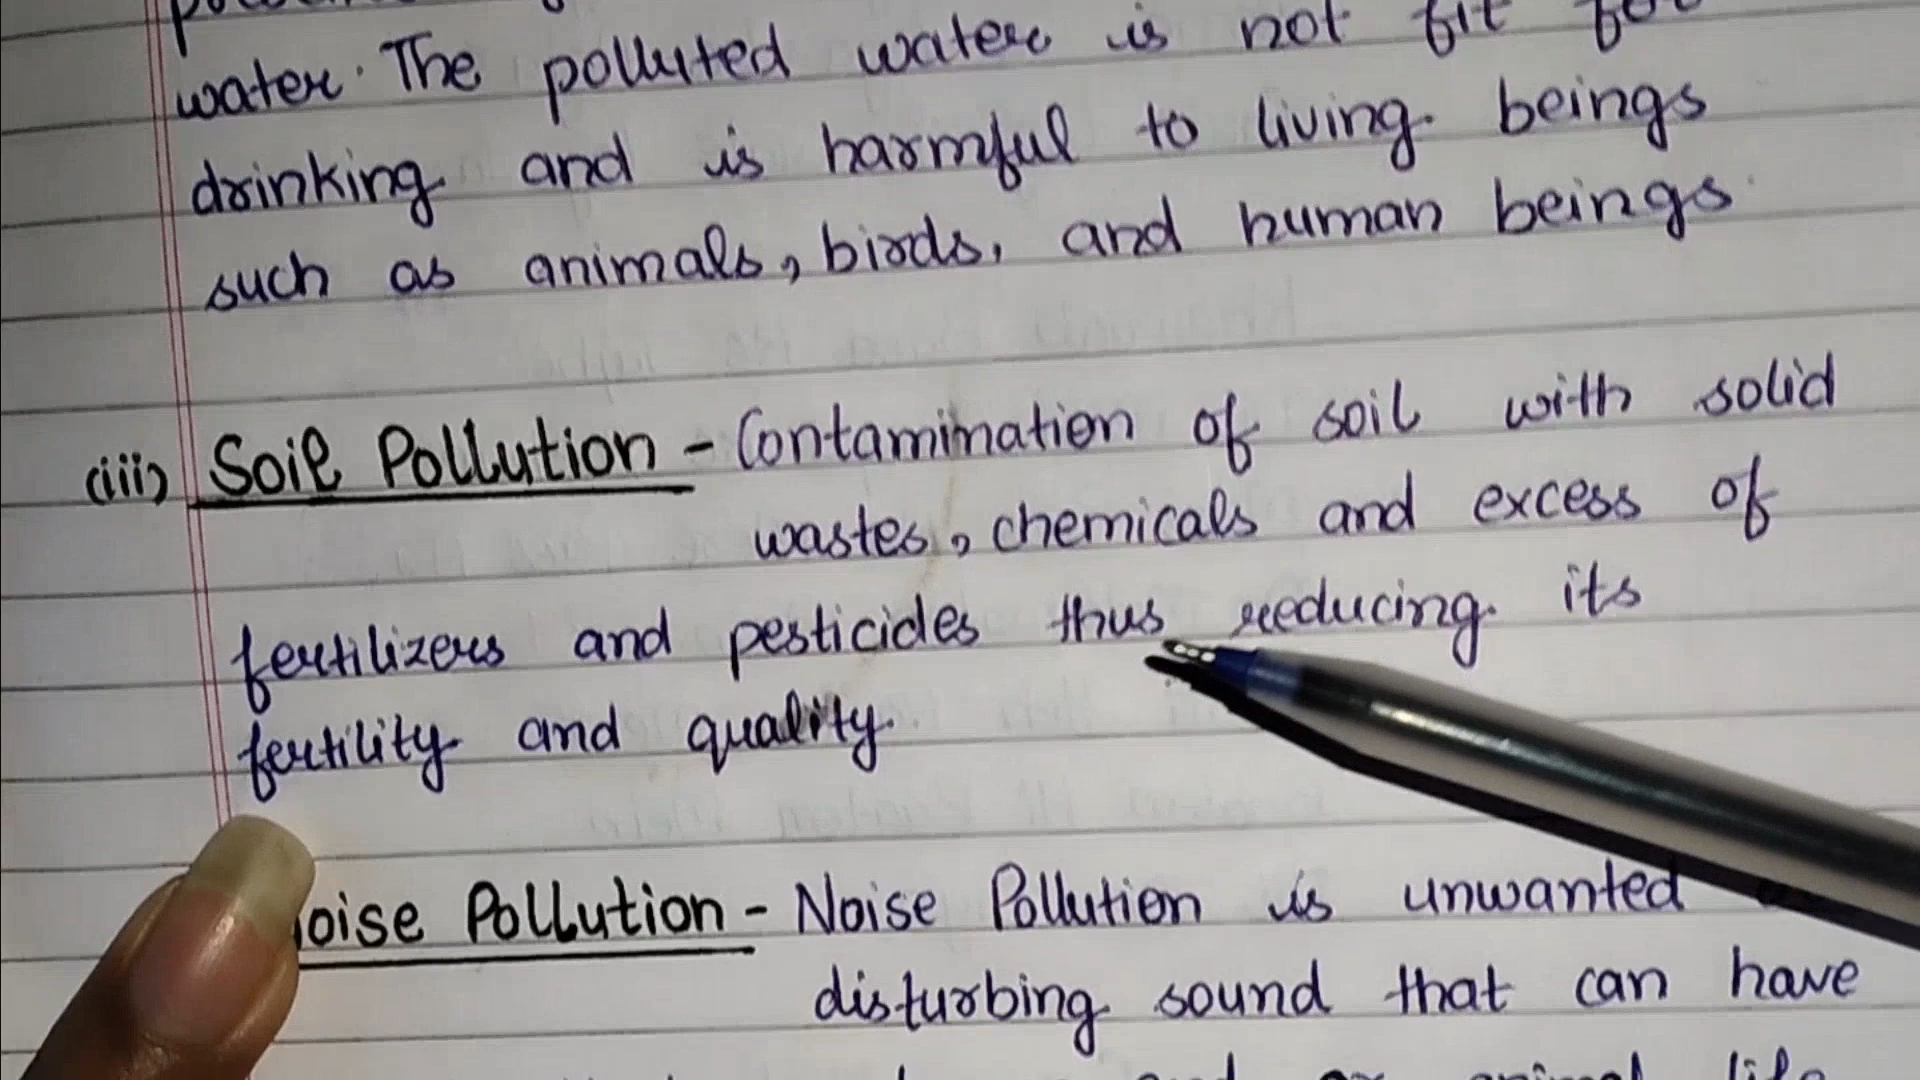 water. The polluted water is not fit for
drinking and is harmful to living beings
such as animals, birds, and human beings
(iii) Soil Pollution - Contamination of soil with solid
wastes, chemicals and excess of
fertilizers and pesticides thus reducing its
fertility and quality.
oise Pollution - Noise Pollution is unwanted
disturbing sound that can have
animal life